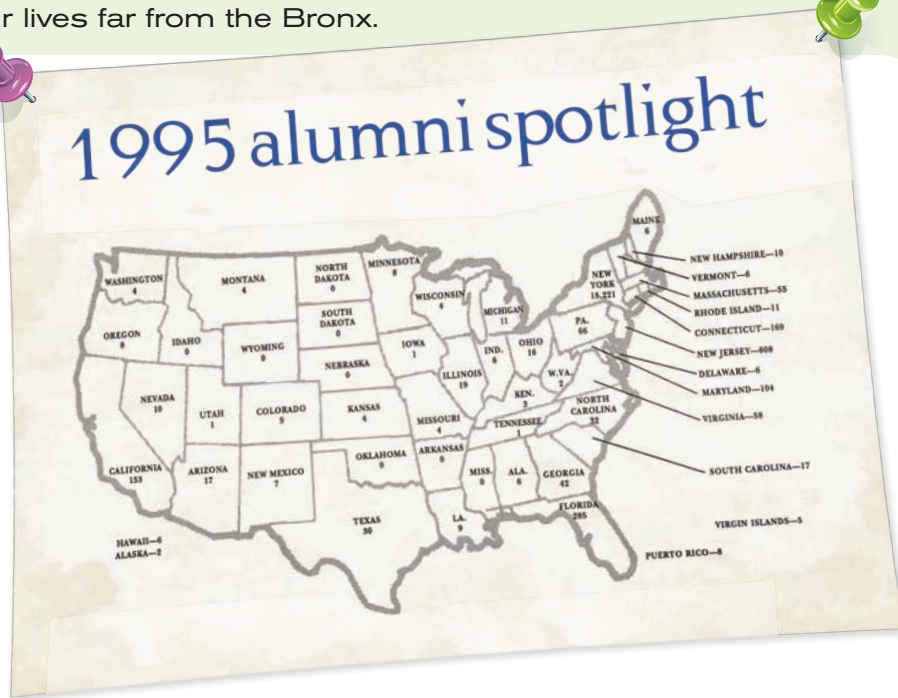 r lives far from the Bronx.
1995 alumni spotlight
MAINE
6
WASHINGTON
4
MONTANA
4
NORTH
DAKOTA
0
MINNESOTA
8
WISCONSIN
4
MICHIGAN
11
NEW
YORK
15,221
NEW HAMPSHIRE—10
VERMONT—6
MASSACHUSETTS—55
RHODE ISLAND—11
CONNECTICUT—169
NEW JERSEY—608
DELAWARE—6
MARYLAND—104
VIRGINIA—58
SOUTH CAROLINA—17
OREGON
8
IDAHO
0
WYOMING
0
SOUTH
DAKOTA
0
NEBRASKA
0
IOWA
1
ILLINOIS
19
IND.
6
OHIO
16
PA.
66
W.VA.
2
KEN.
NEVADA
10
UTAH
1
COLORADO
9
KANSAS
4
MISSOURI
4
TENNESSEE
1
NORTH
CAROLINA
32
CALIFORNIA
153
ARIZONA
17
NEW MEXICO
7
OKLAHOMA
0
ARKANSAS
0
MISS.
0
ALA.
6
GEORGIA
42
TEXAS
30
LA.
9
FLORIDA
285
HAWAII—6
ALASKA—2
VIRGIN ISLANDS—5
PUERTO RICO—8